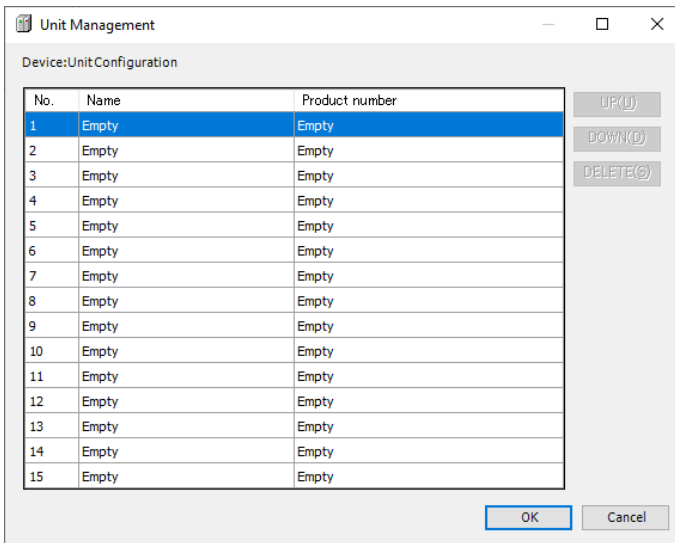 Unit Management
Device:UnitConfiguration
No. Name Product number
1 Empty Empty
2 Empty Empty
3 Empty Empty
4 Empty Empty
5 Empty Empty
6 Empty Empty
7 Empty Empty
8 Empty Empty
9 Empty Empty
10 Empty Empty
11 Empty Empty
12 Empty Empty
13 Empty Empty
14 Empty Empty
15 Empty Empty
UP(U)
DOWN(D)
DELETE(S)
OK Cancel